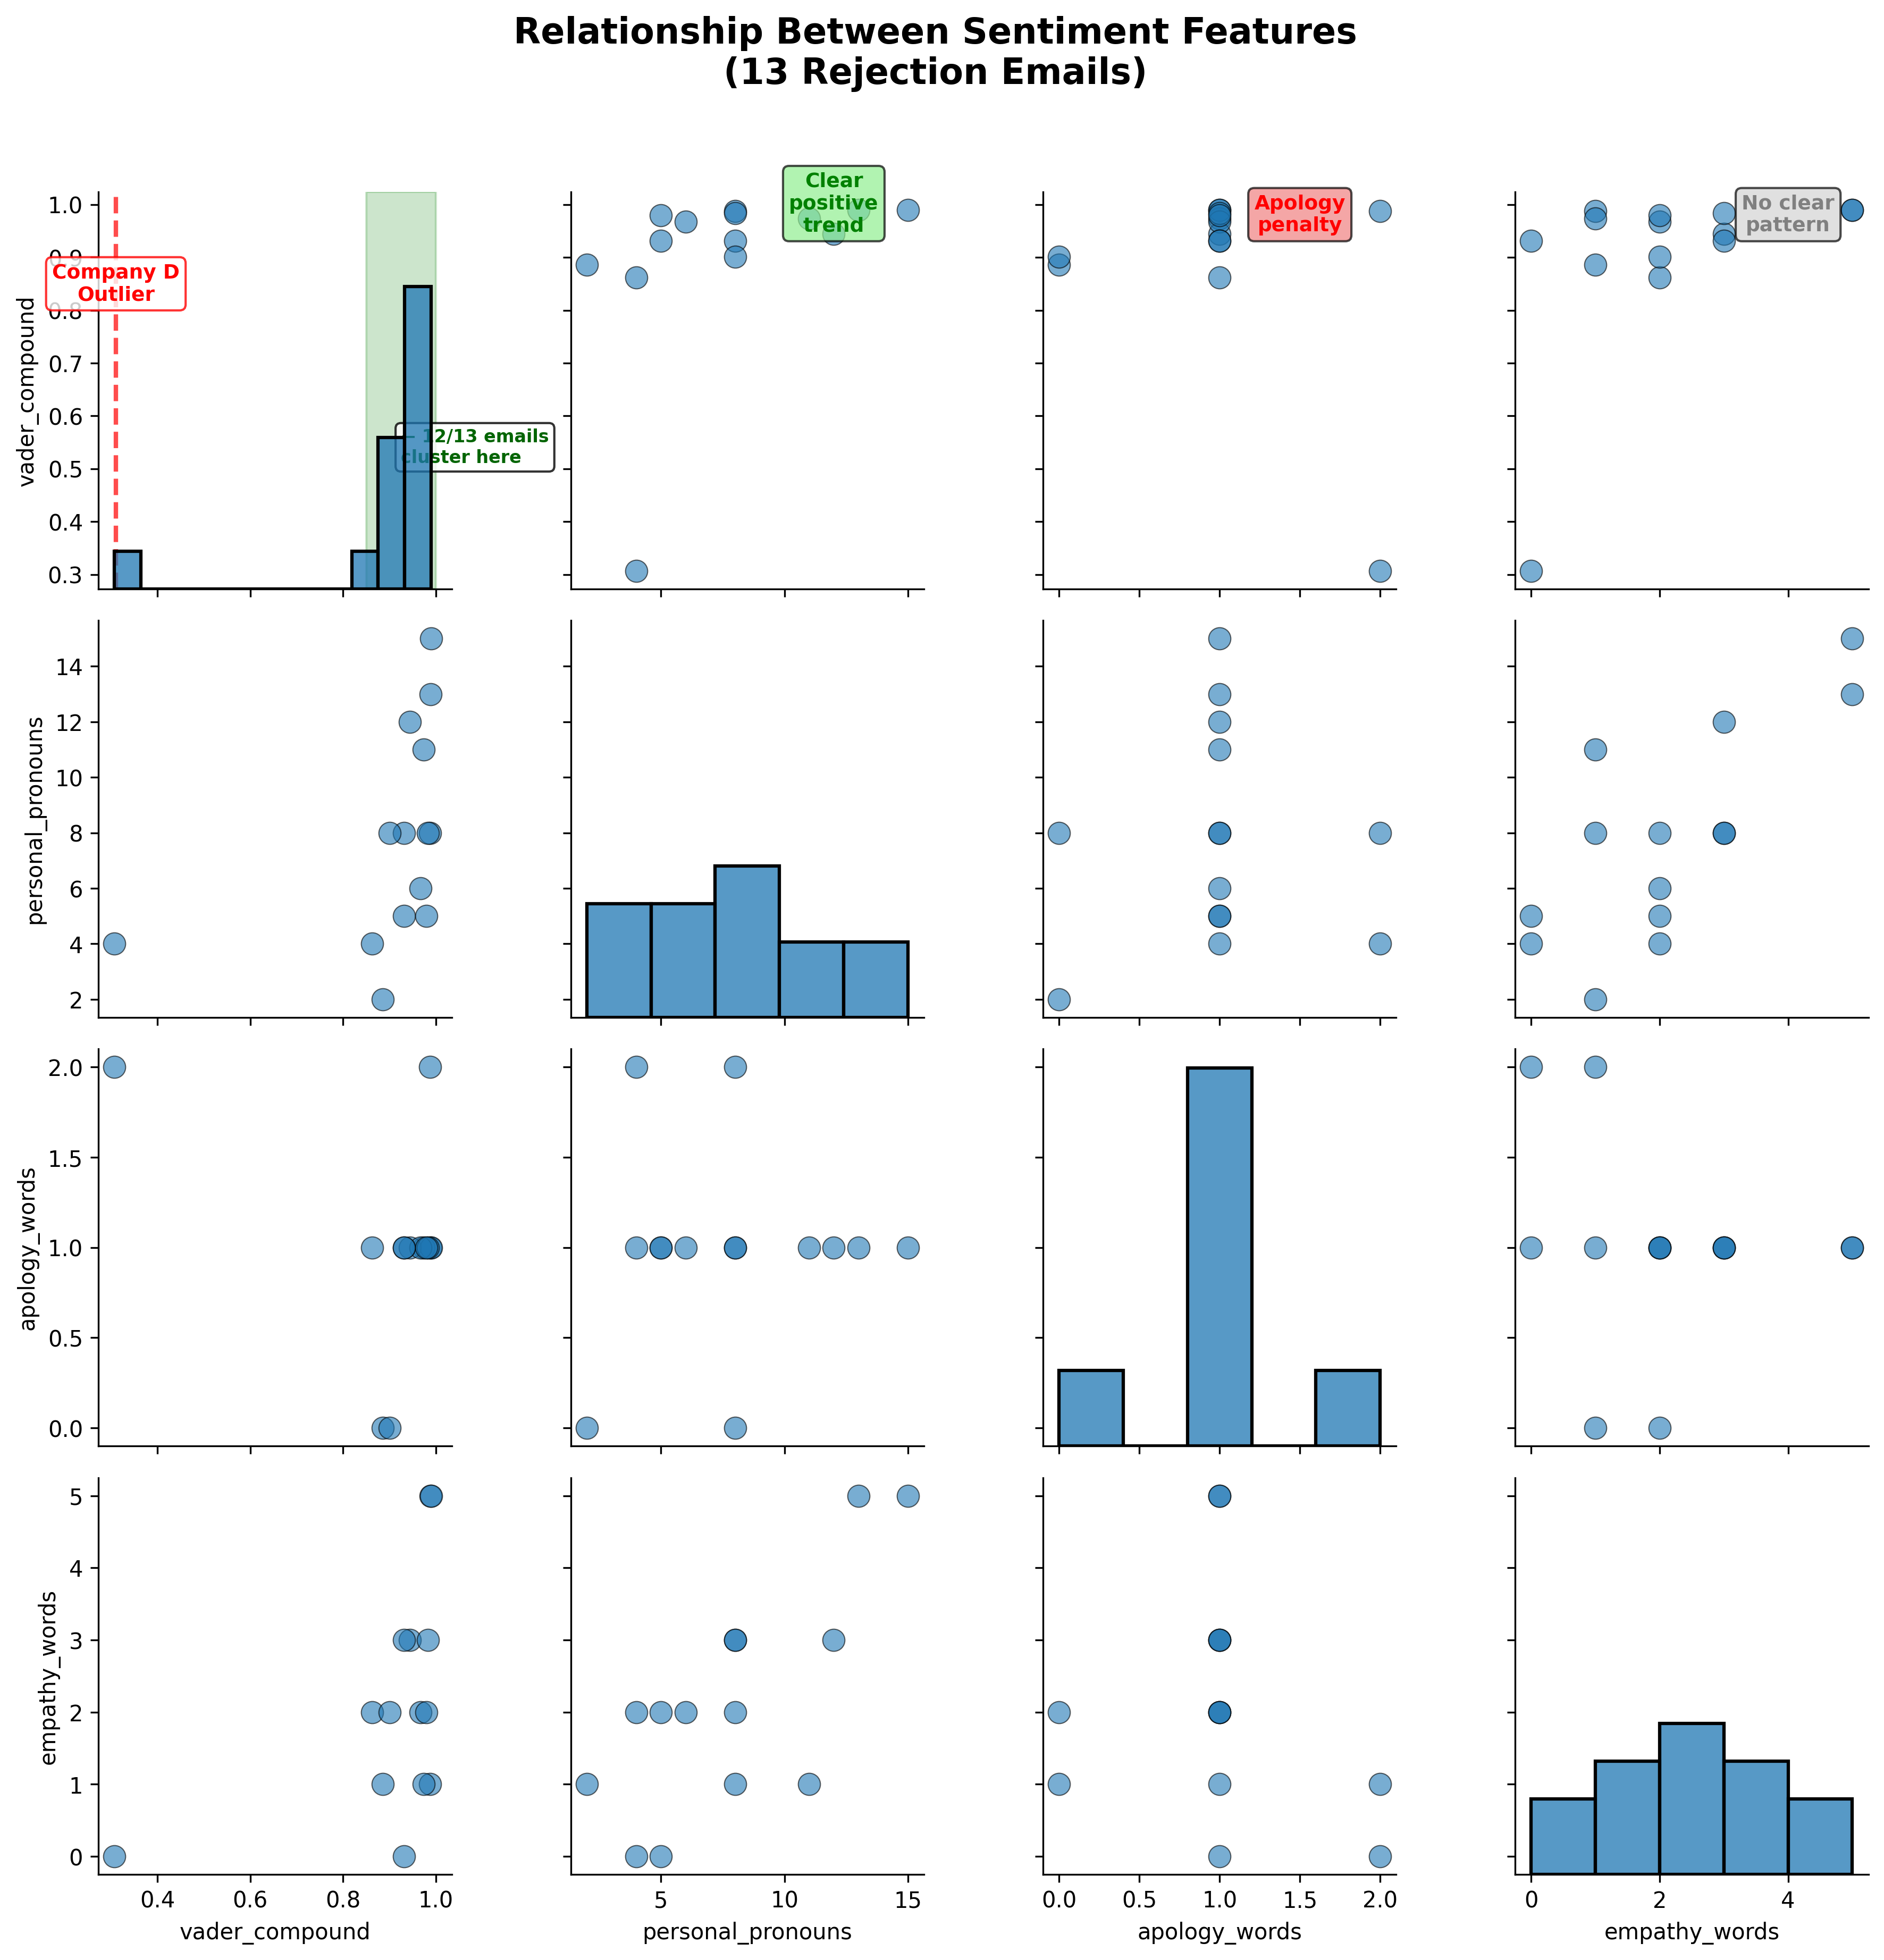 Relationship Between Sentiment Features
(13 Rejection Emails)
Clear
positive
trend
Apology
penalty
No clear
pattern
1.0
0.9
Company D
Outlier
0.8
0.7
0.6
12/13 emails
cluster here
0.5
0.4
0.3
vader_compound
14
12
10
8
6
4
2
personal_pronouns
2.0
1.5
1.0
0.5
0.0
apology_words
5
4
3
2
1
0
empathy_words
0.4 0.6 0.8 1.0
5 10 15
0.0 0.5 1.0 1.5 2.0
0 2 4
vader_compound
personal_pronouns
apology_words
empathy_words